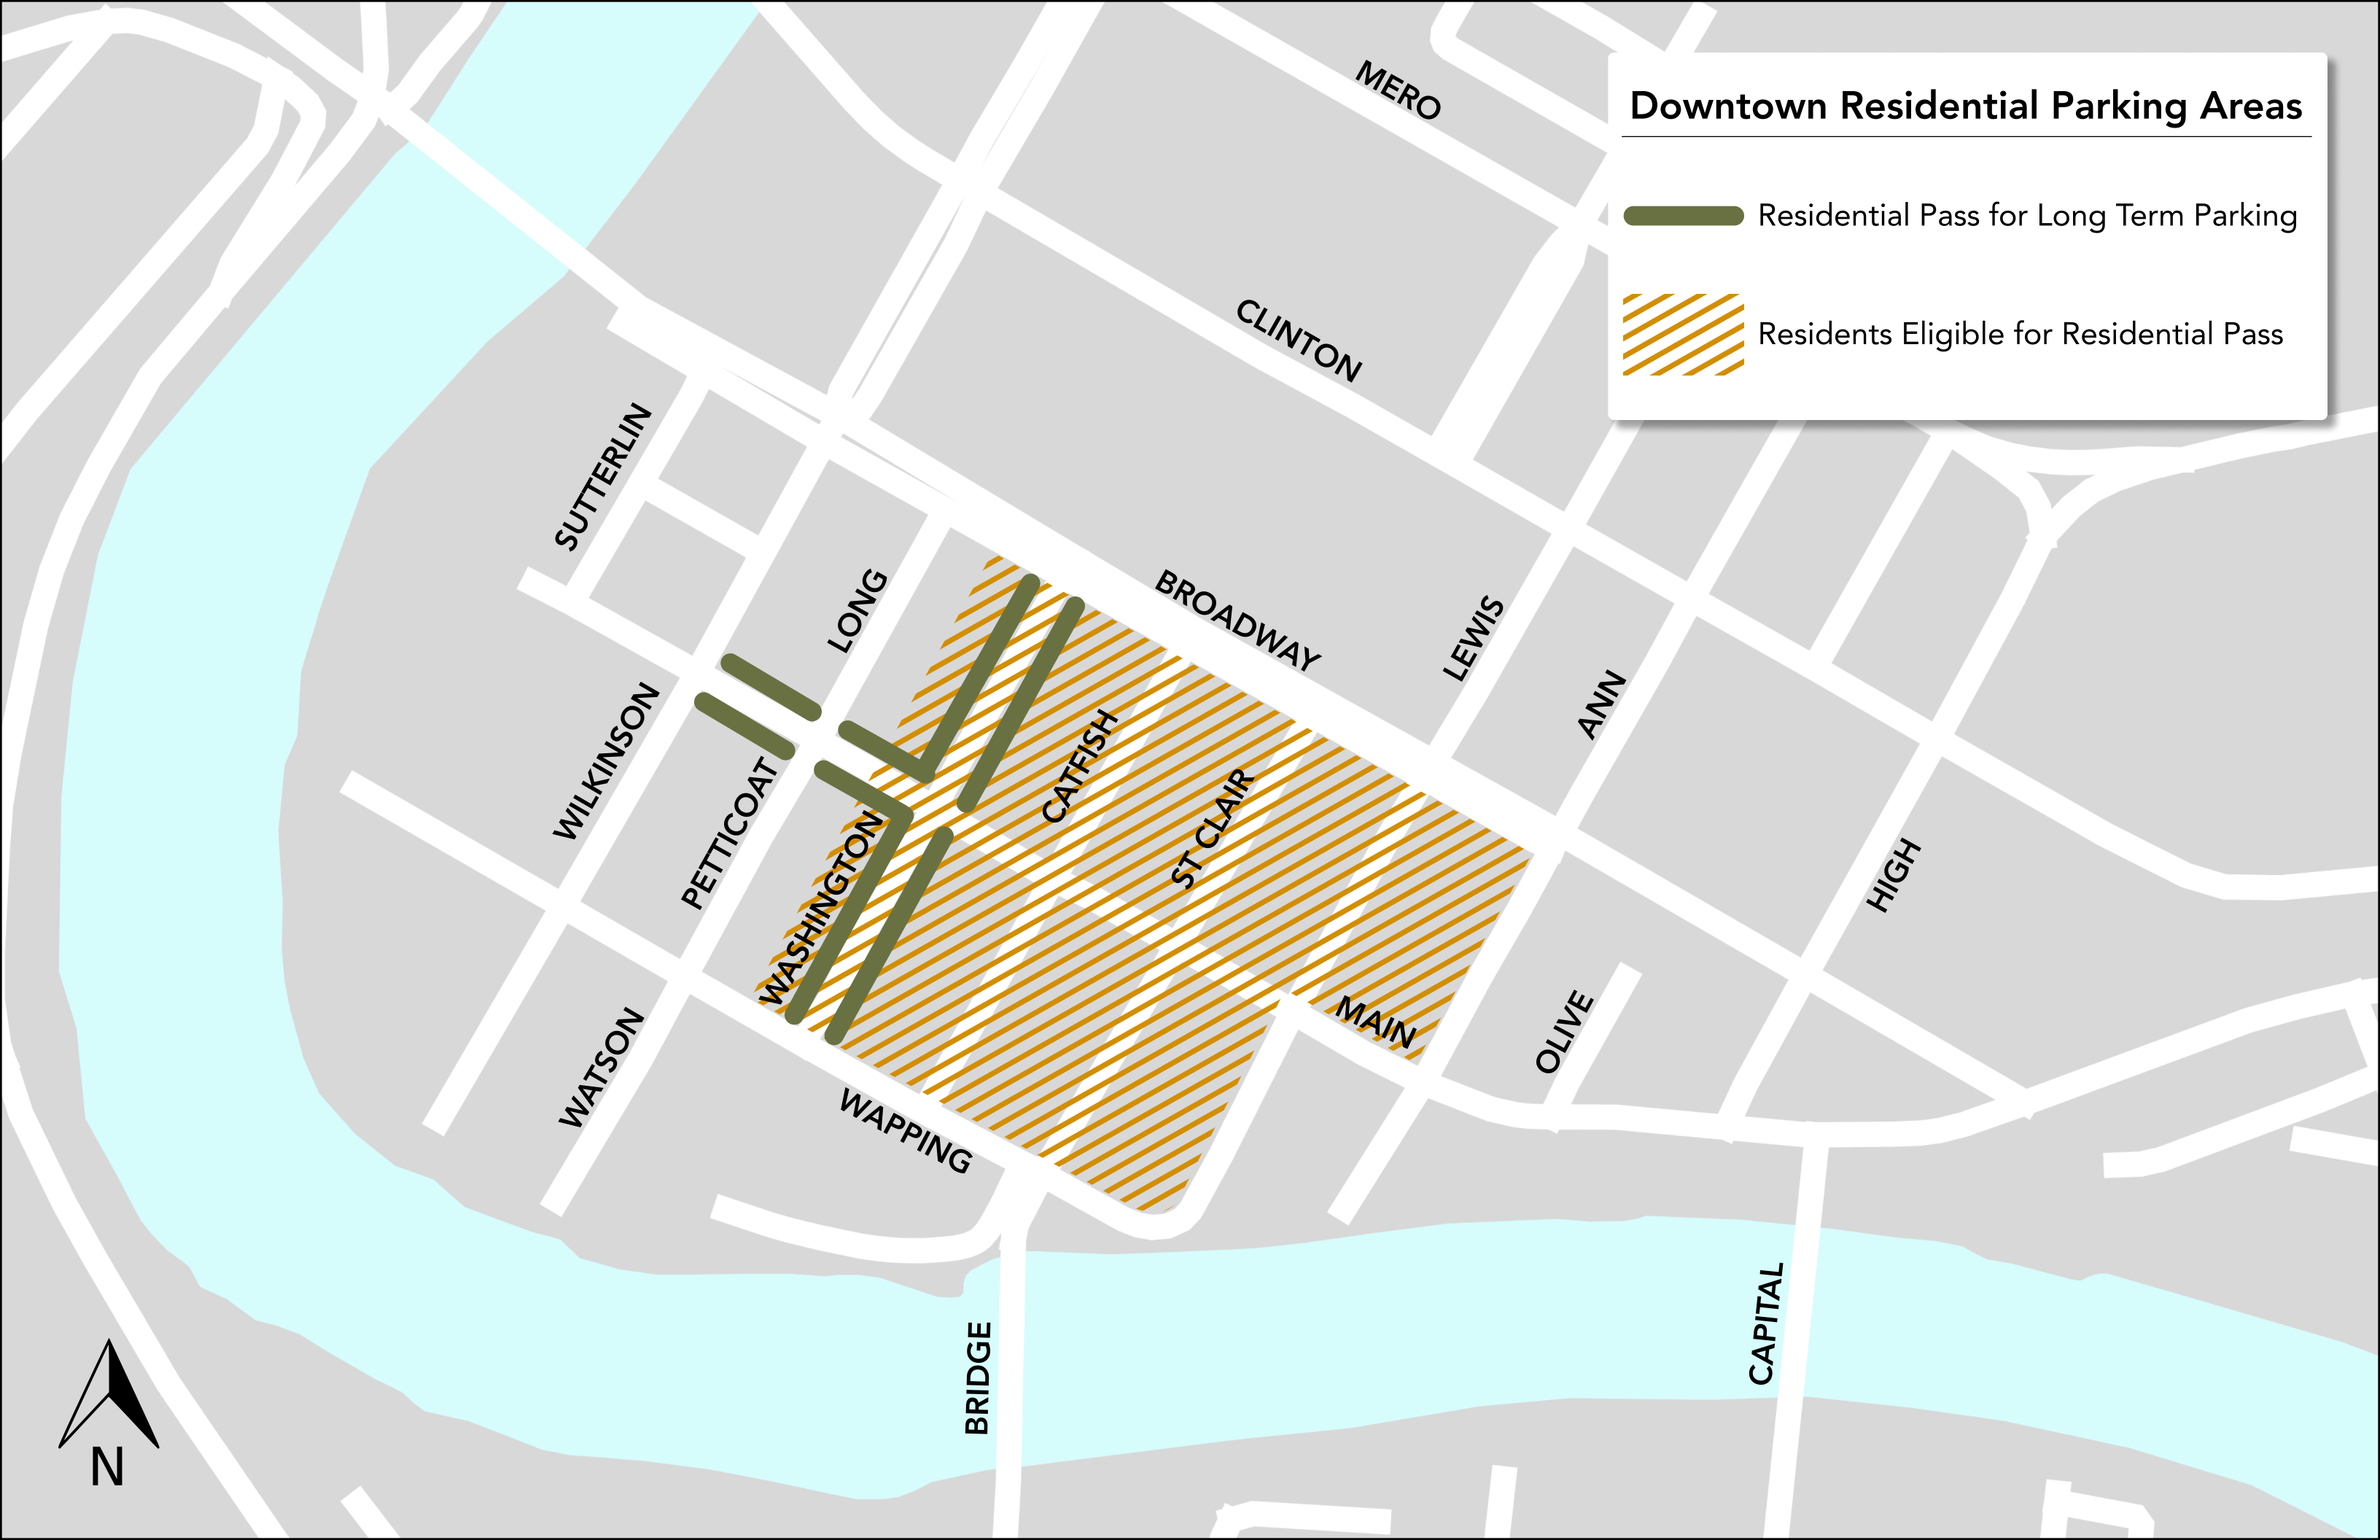 MERO
Downtown Residential Parking Areas
Residential Pass for Long Term Parking
Residents Eligible for Residential Pass
CLINTON
SUTTERLIN
LONG
BROADWAY
LEWIS
ANN
WILKINSON
PETTICOAT
CATFISH
ST CLAIR
WASHINGTON
HIGH
MAIN
OLIVE
WATSON
WAPPING
BRIDGE
CAPITAL
N